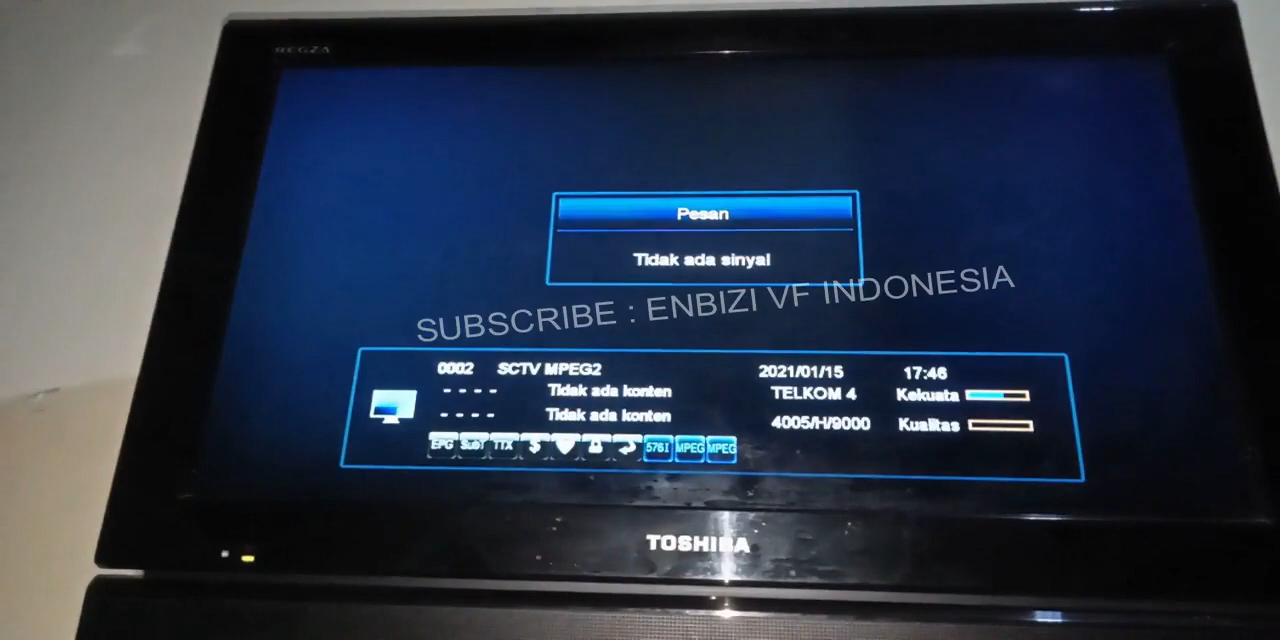 REGZA
Pesan
Tidak ada sinyal
SUBSCRIBE : ENBIZI VF INDONESIA
0002 SCTV MPEG2 2021/01/15 17:46
- - - - Tidak ada konten TELKOM 4 Kekuata
- - - - Tidak ada konten 4005/H/9000 Kualitas
EPG SubT TTX $ 576I MPEG MPEG
TOSHIBA